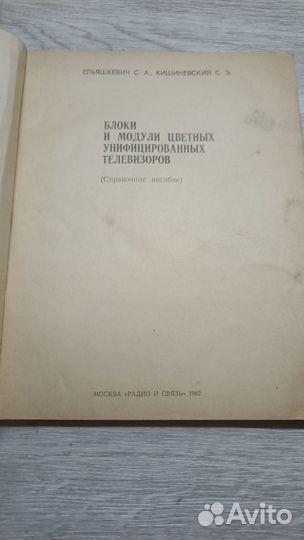 ЕЛЬЯШКЕВИЧ С. А., КИШИНЕВСКИЙ С. Э.
БЛОКИ
И МОДУЛИ ЦВЕТНЫХ
УНИФИЦИРОВАННЫХ
ТЕЛЕВИЗОРОВ
(Справочное пособие)
МОСКВА «РАДИО И СВЯЗЬ» 1982
Avito